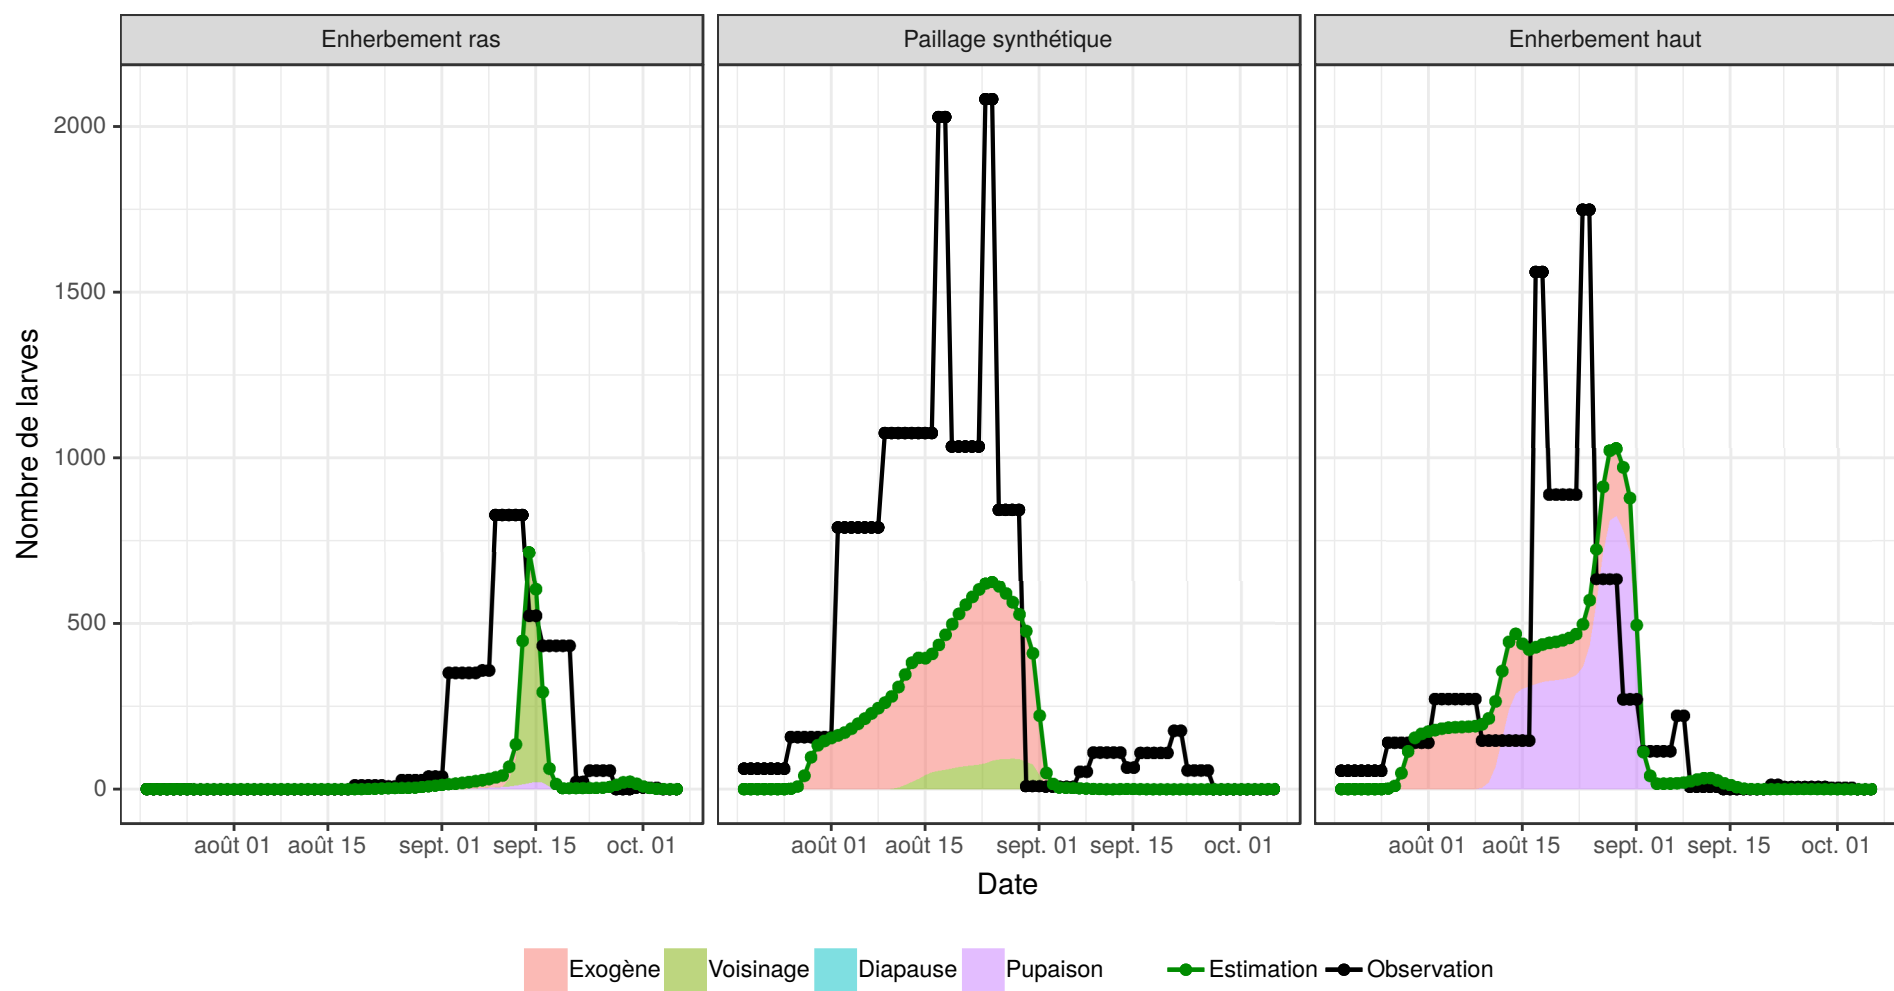 Enherbement ras
Paillage synthétique
Enherbement haut
Nombre de larves
2000
1500
1000
500
0
août 01 août 15 sept. 01 sept. 15 oct. 01
août 01 août 15 sept. 01 sept. 15 oct. 01
août 01 août 15 sept. 01 sept. 15 oct. 01
Date
Exogène Voisinage Diapause Pupaison Estimation Observation